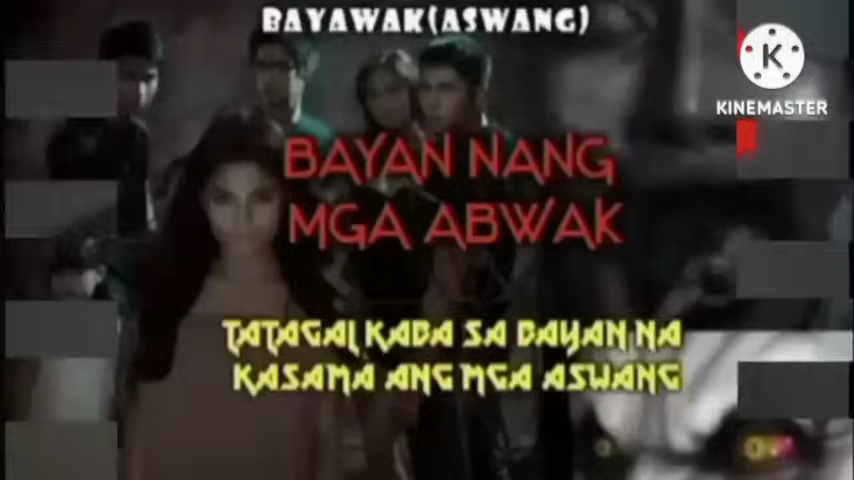 BAYAWAK(ASWANG)
KINEMASTER
BAYAN NANG
MGA ABWAK
TATAGAL KABA SA BAYAN NA
KASAMA ANG MGA ASWANG